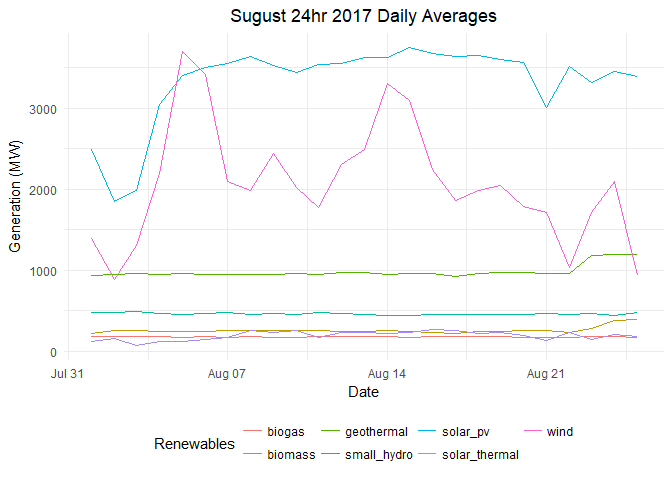 Sugust 24hr 2017 Daily Averages
Generation (MW)
3000
2000
1000
0
Jul 31 Aug 07 Aug 14 Aug 21
Date
Renewables
biogas geothermal solar_pv wind
biomass small_hydro solar_thermal